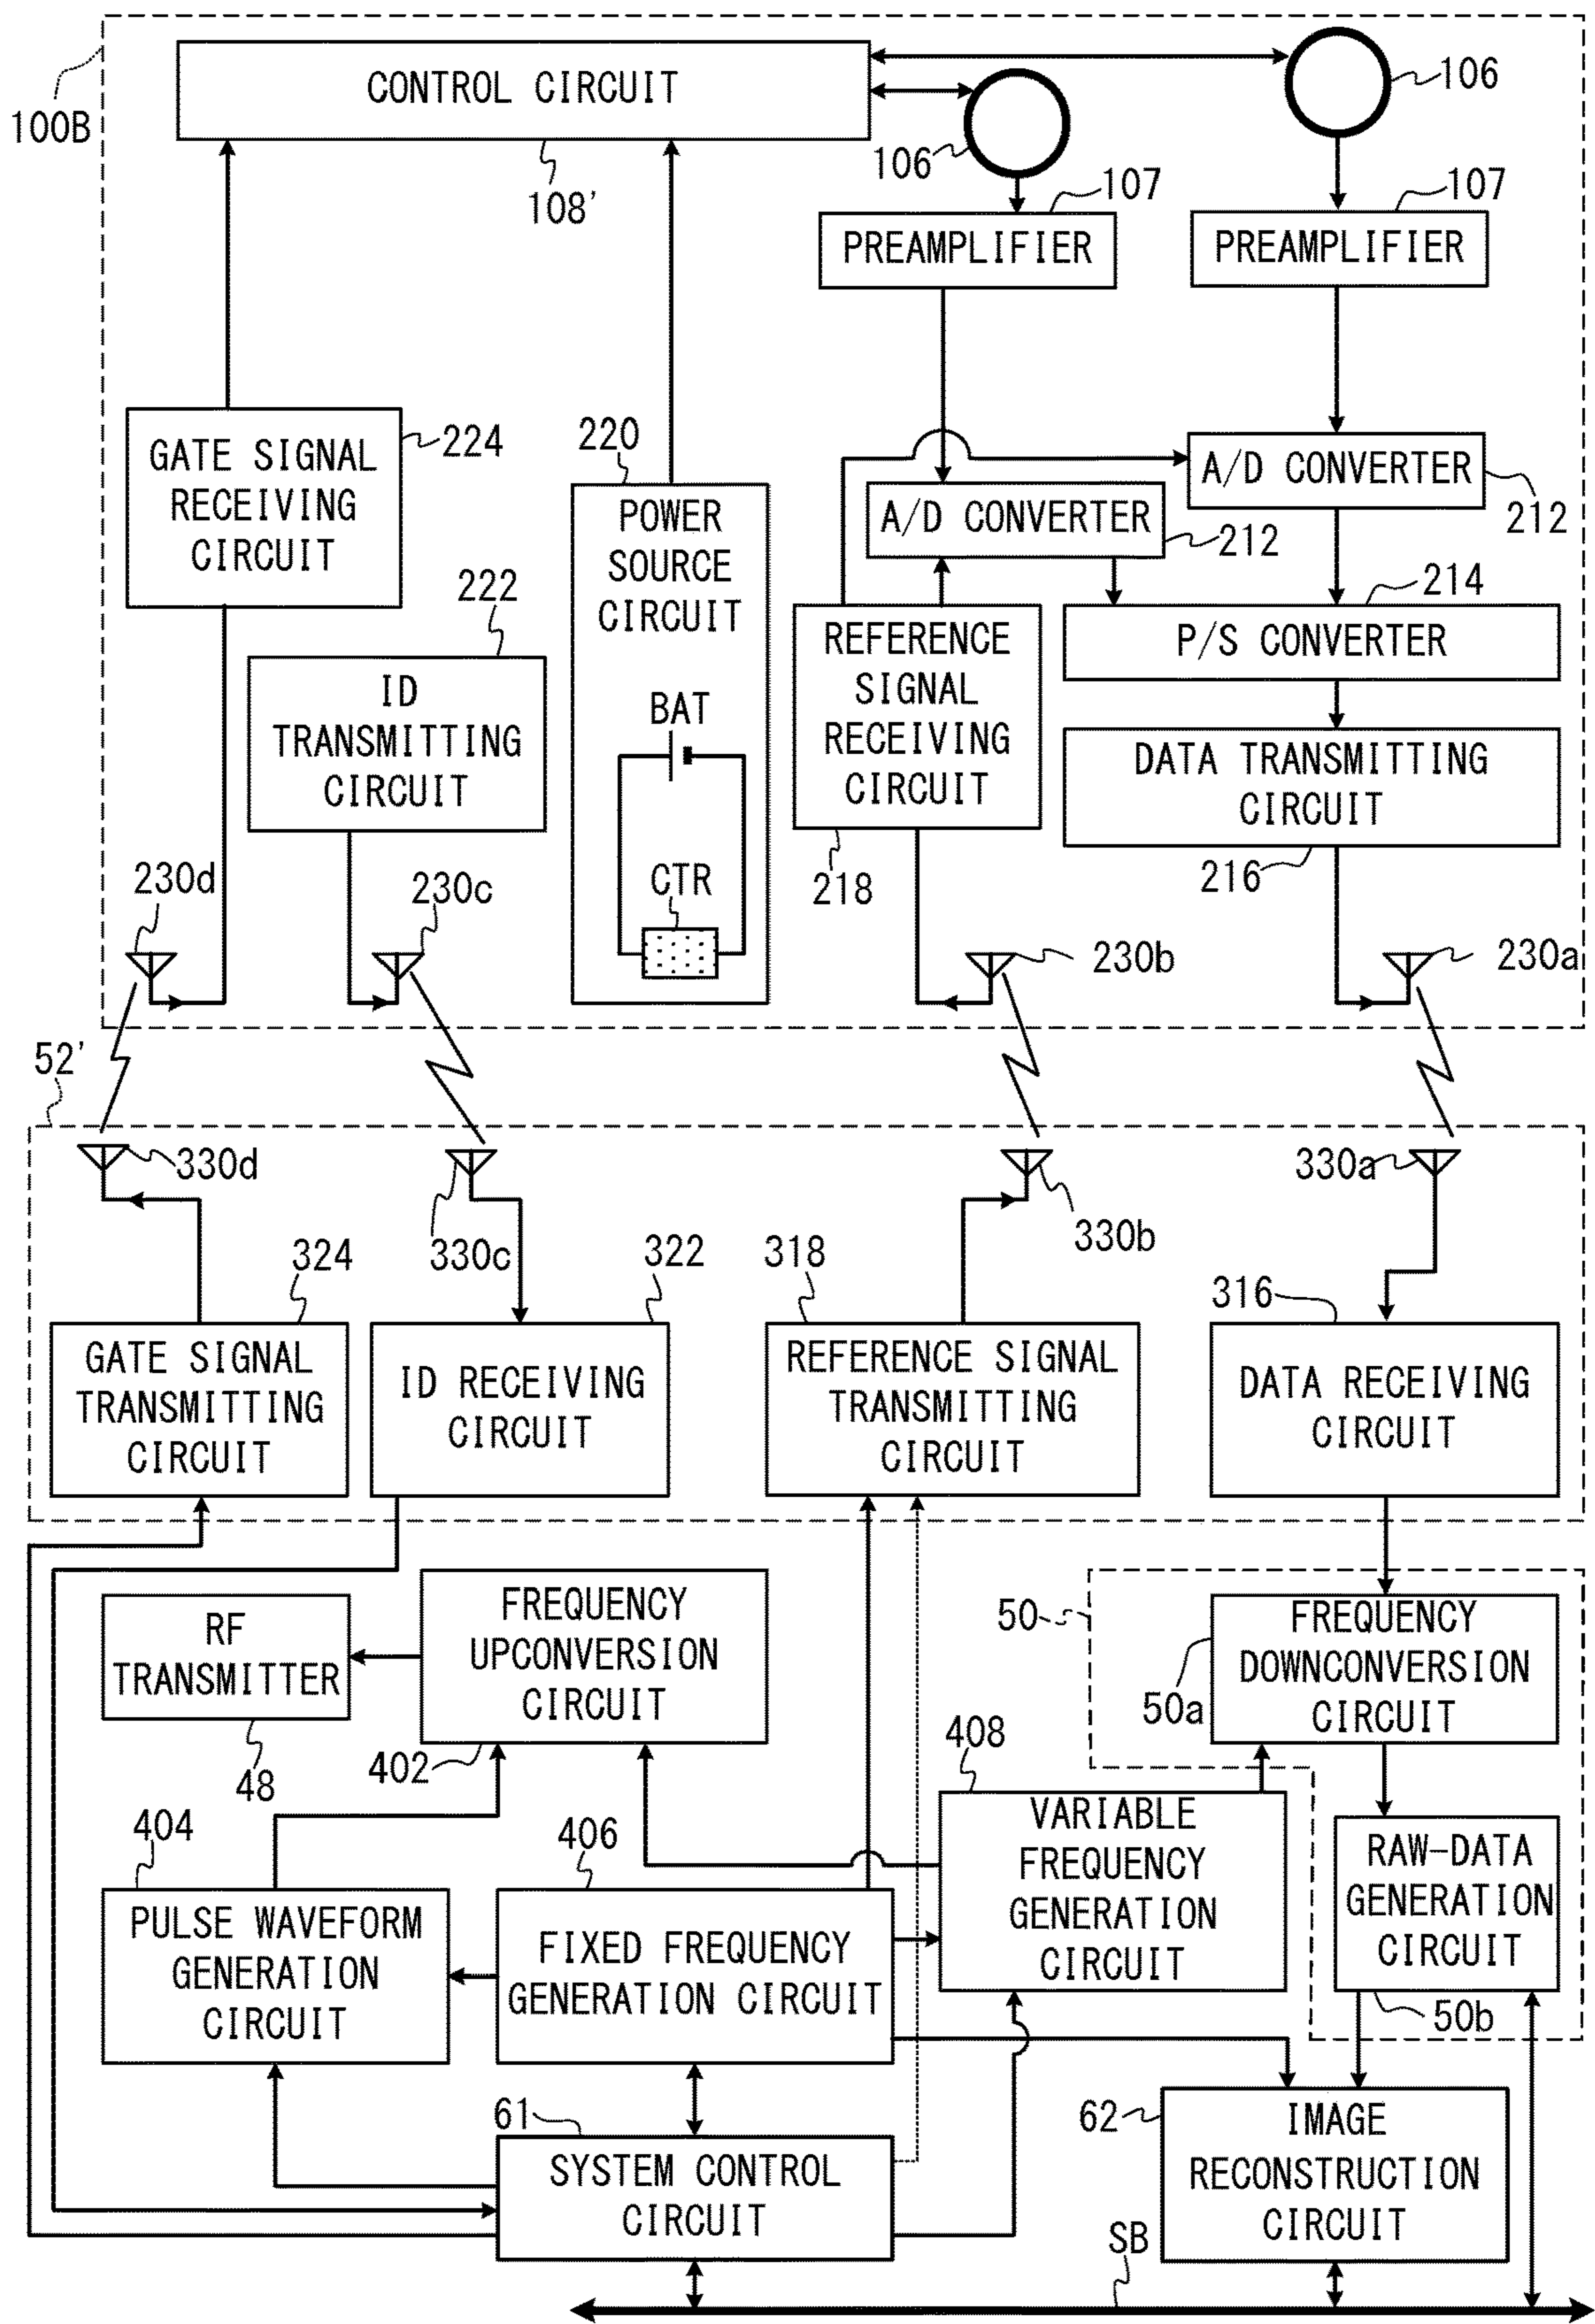 100B
CONTROL CIRCUIT
108'
106
106
107
107
PREAMPLIFIER
PREAMPLIFIER
GATE SIGNAL
RECEIVING
CIRCUIT
224
220
POWER
SOURCE
CIRCUIT
BAT
CTR
A/D CONVERTER
212
A/D CONVERTER
212
222
ID
TRANSMITTING
CIRCUIT
214
P/S CONVERTER
REFERENCE
SIGNAL
RECEIVING
CIRCUIT
218
DATA TRANSMITTING
CIRCUIT
216
230d
230c
230b
230a
52'
330d
330c
330b
330a
324
322
318
316
GATE SIGNAL
TRANSMITTING
CIRCUIT
ID RECEIVING
CIRCUIT
REFERENCE SIGNAL
TRANSMITTING
CIRCUIT
DATA RECEIVING
CIRCUIT
RF
TRANSMITTER
48
FREQUENCY
UPCONVERSION
CIRCUIT
402
50
50a
FREQUENCY
DOWNCONVERSION
CIRCUIT
408
404
406
VARIABLE
FREQUENCY
GENERATION
CIRCUIT
RAW-DATA
GENERATION
CIRCUIT
50b
PULSE WAVEFORM
GENERATION
CIRCUIT
FIXED FREQUENCY
GENERATION CIRCUIT
61
SYSTEM CONTROL
CIRCUIT
62
IMAGE
RECONSTRUCTION
CIRCUIT
SB